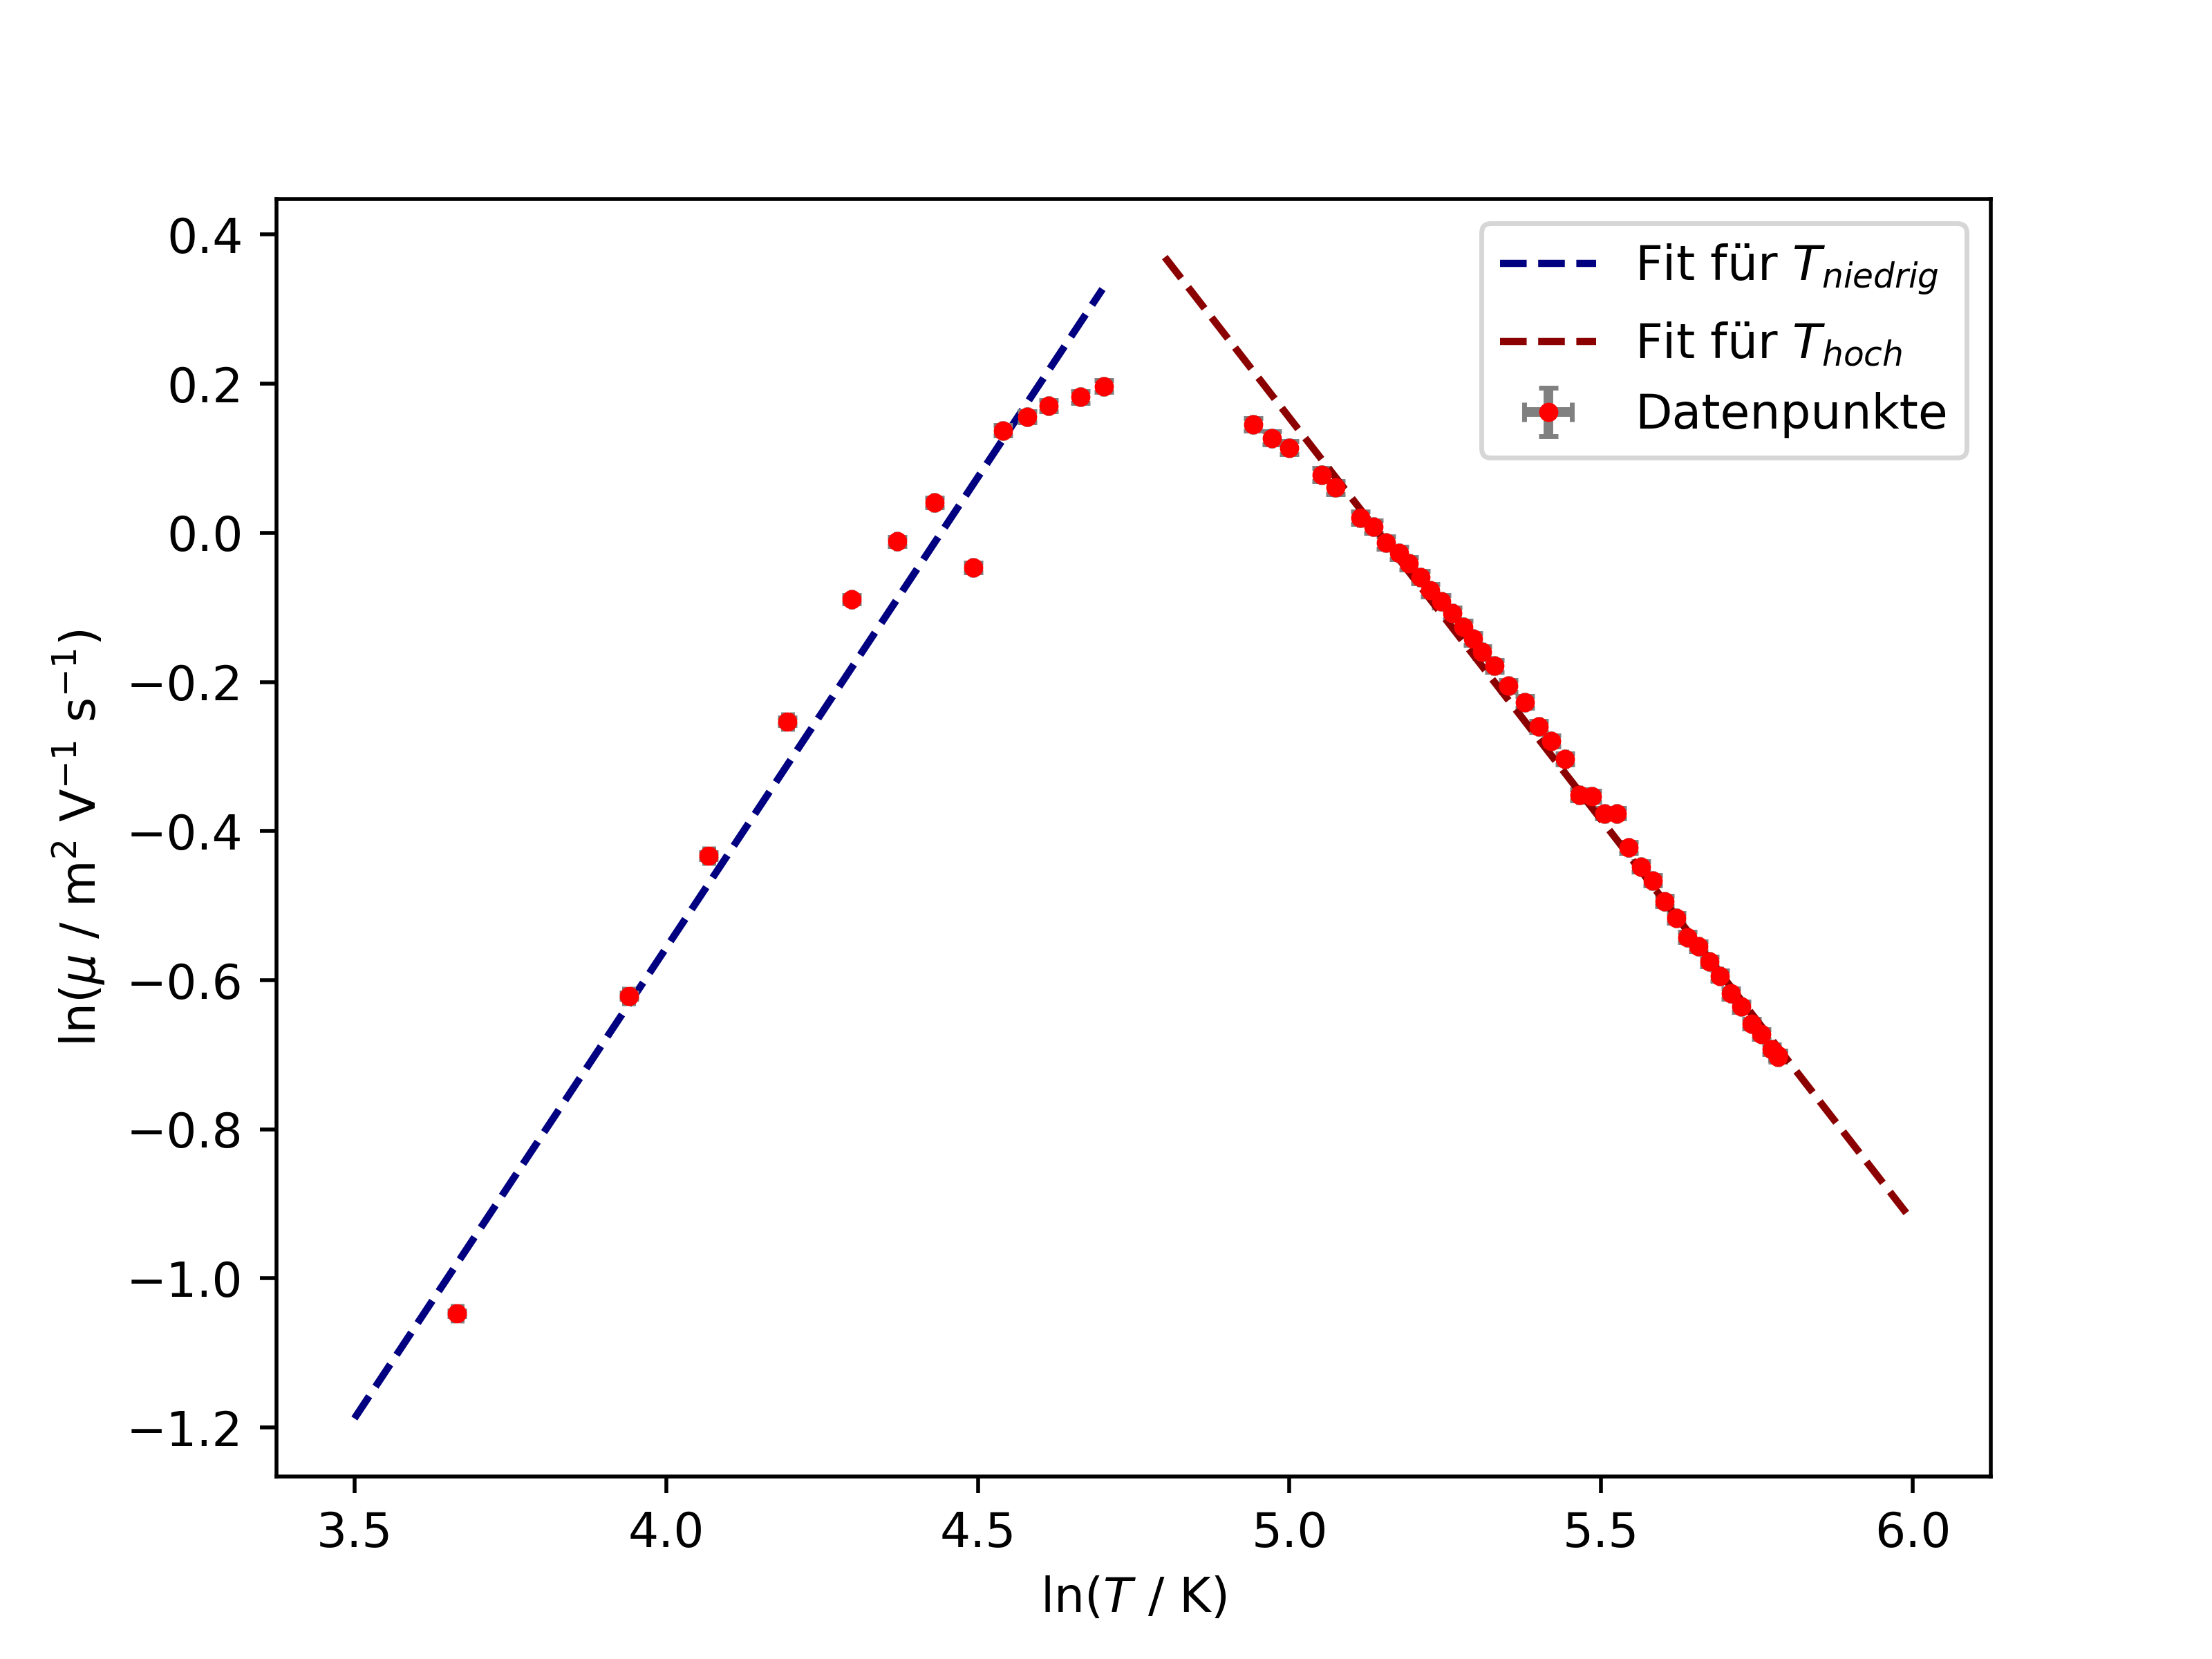 Fit für T_niedrig
Fit für T_hoch
Datenpunkte
0.4
0.2
0.0
−0.2
−0.4
−0.6
−0.8
−1.0
−1.2
ln(μ / m² V⁻¹ s⁻¹)
3.5 4.0 4.5 5.0 5.5 6.0
ln(T / K)